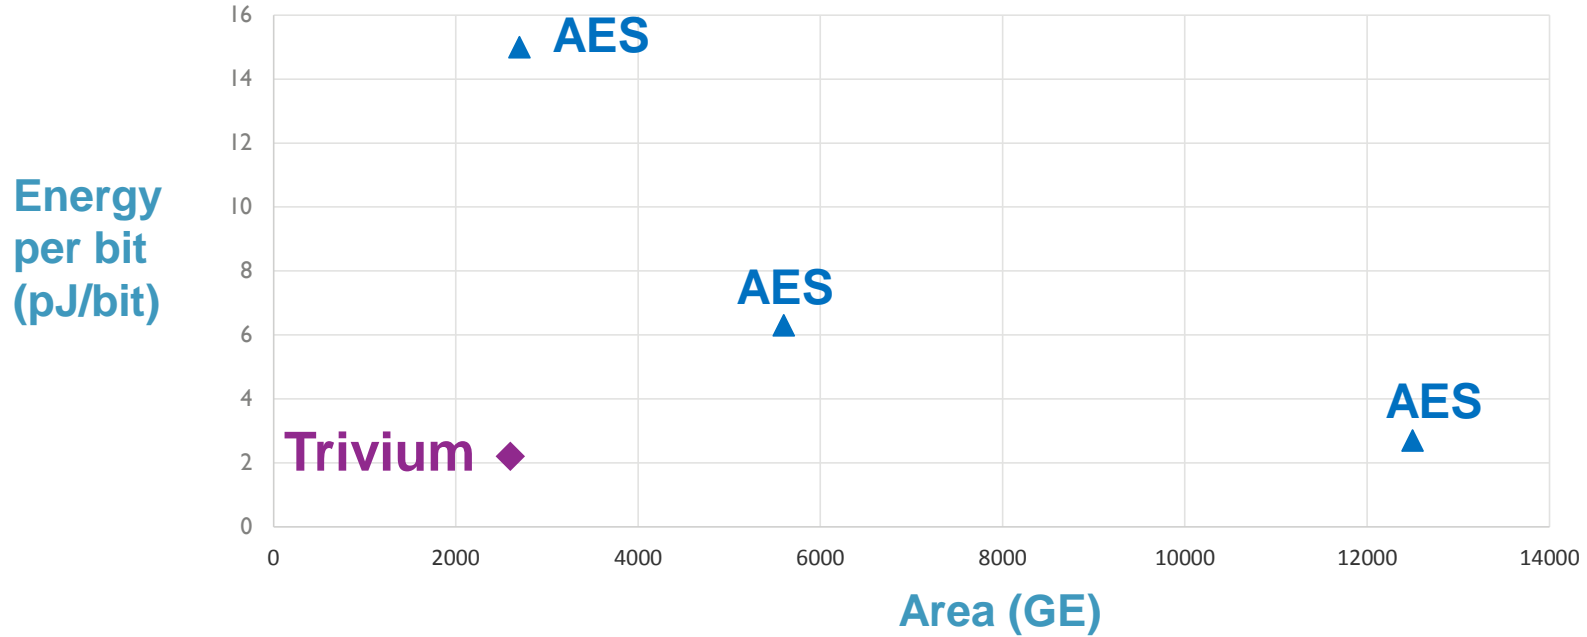 16
AES
14
12
Energy
per bit
(pJ/bit)
10
8
AES
6
4
AES
Trivium
2
0
0 2000 4000 6000 8000 10000 12000 14000
Area (GE)